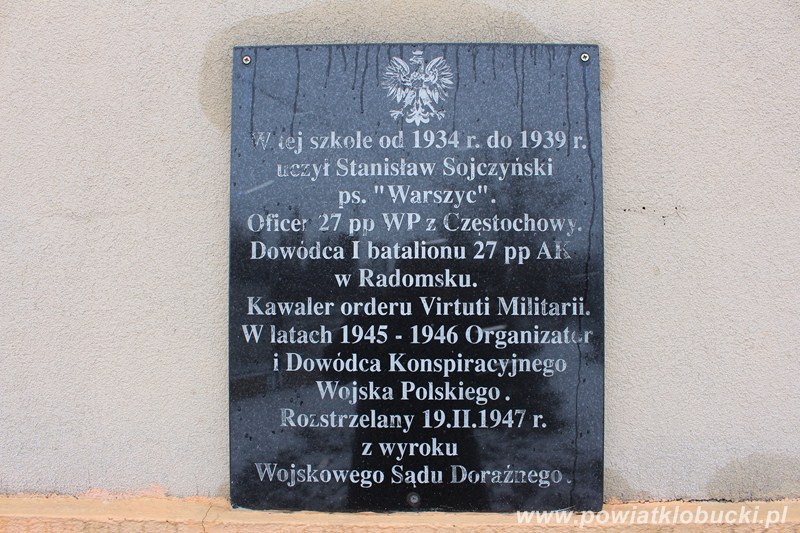 W tej szkole od 1934 r. do 1939 r.
uczył Stanisław Sojczyński
ps. "Warszyc".
Oficer 27 pp WP z Częstochowy.
Dowódca I batalionu 27 pp AK
w Radomsku.
Kawaler orderu Virtuti Militarii.
W latach 1945 - 1946 Organizator
i Dowódca Konspiracyjnego
Wojska Polskiego.
Rozstrzelany 19.II.1947 r.
z wyroku
Wojskowego Sądu Doraźnego.
www.powiatklobucki.pl